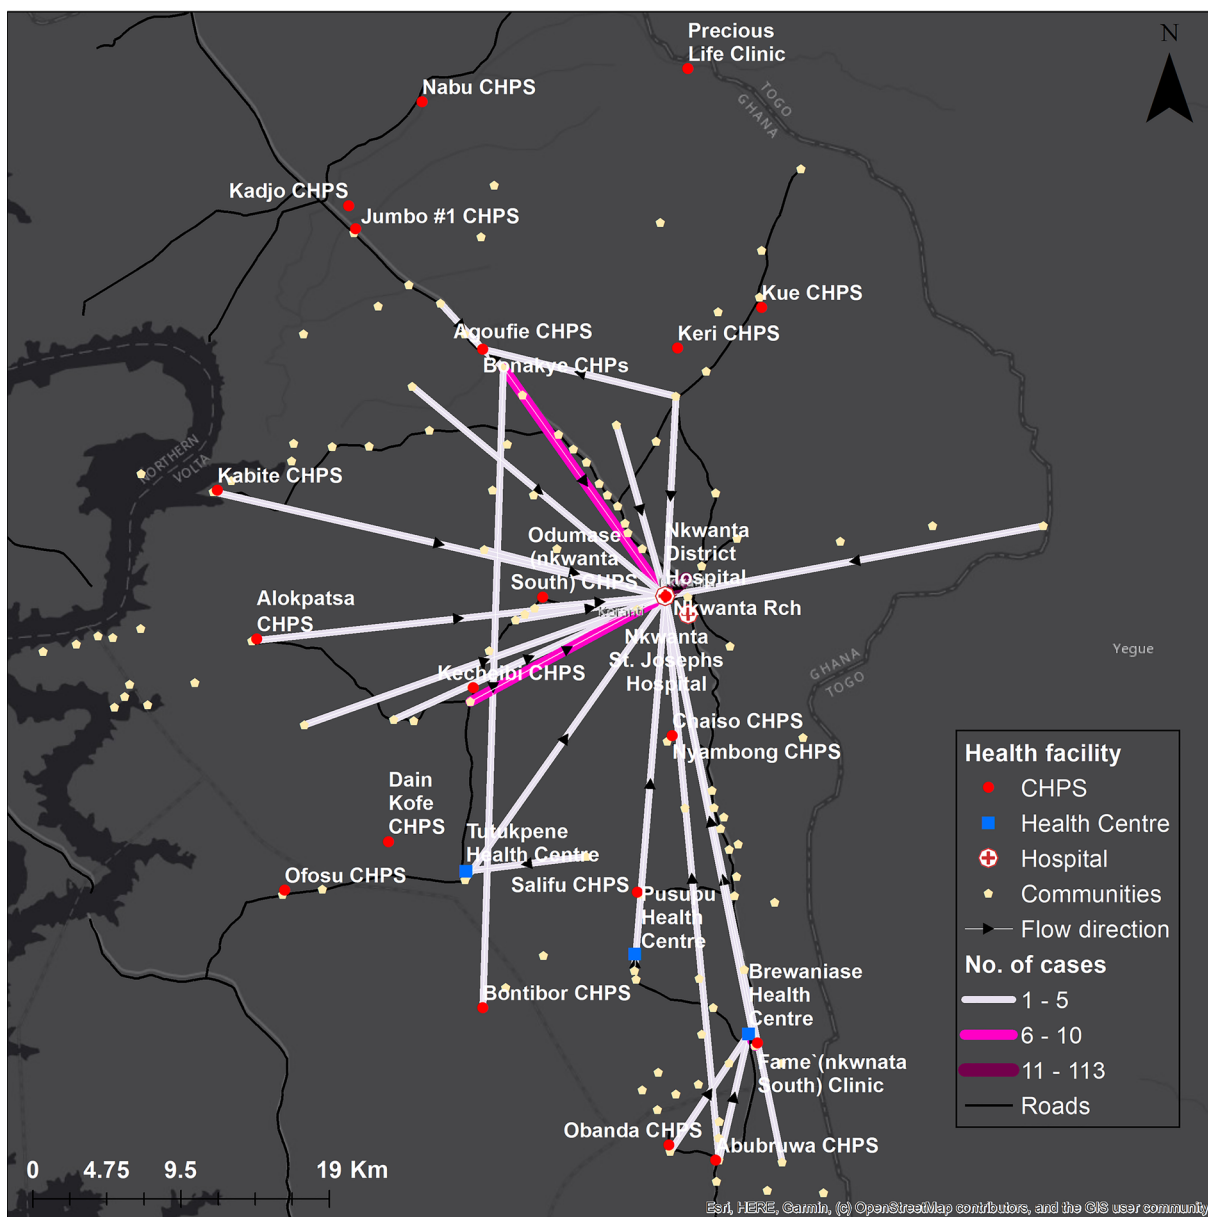 Precious
Life Clinic
N
Nabu CHPS
TOGO
GHANA
Kadjo CHPS
Jumbo #1 CHPS
Kue CHPS
Agoufie CHPS
Keri CHPS
Bonakye CHPs
NORTHERN
VOLTA
Kabite CHPS
Odumase
(nkwanta
South) CHPS
Nkwanta
District
Hospital
Alokpatsa
CHPS
Nkwanta Rch
Nkwanta
St. Josephs
Hospital
GHANA
TOGO
Yegue
Kecheibi CHPS
Chaiso CHPS
Nyambong CHPS
Dain
Kofe
CHPS
Tutukpene
Health Centre
Ofosu CHPS
Salifu CHPS
Pusupu
Health
Centre
Bontibor CHPS
Brewaniase
Health
Centre
Fame`(nkwnata
South) Clinic
Obanda CHPS
Abubruwa CHPS
Health facility
CHPS
Health Centre
Hospital
Communities
Flow direction
No. of cases
1 - 5
6 - 10
11 - 113
Roads
0 4.75 9.5 19 Km
Esri, HERE, Garmin, (c) OpenStreetMap contributors, and the GIS user community